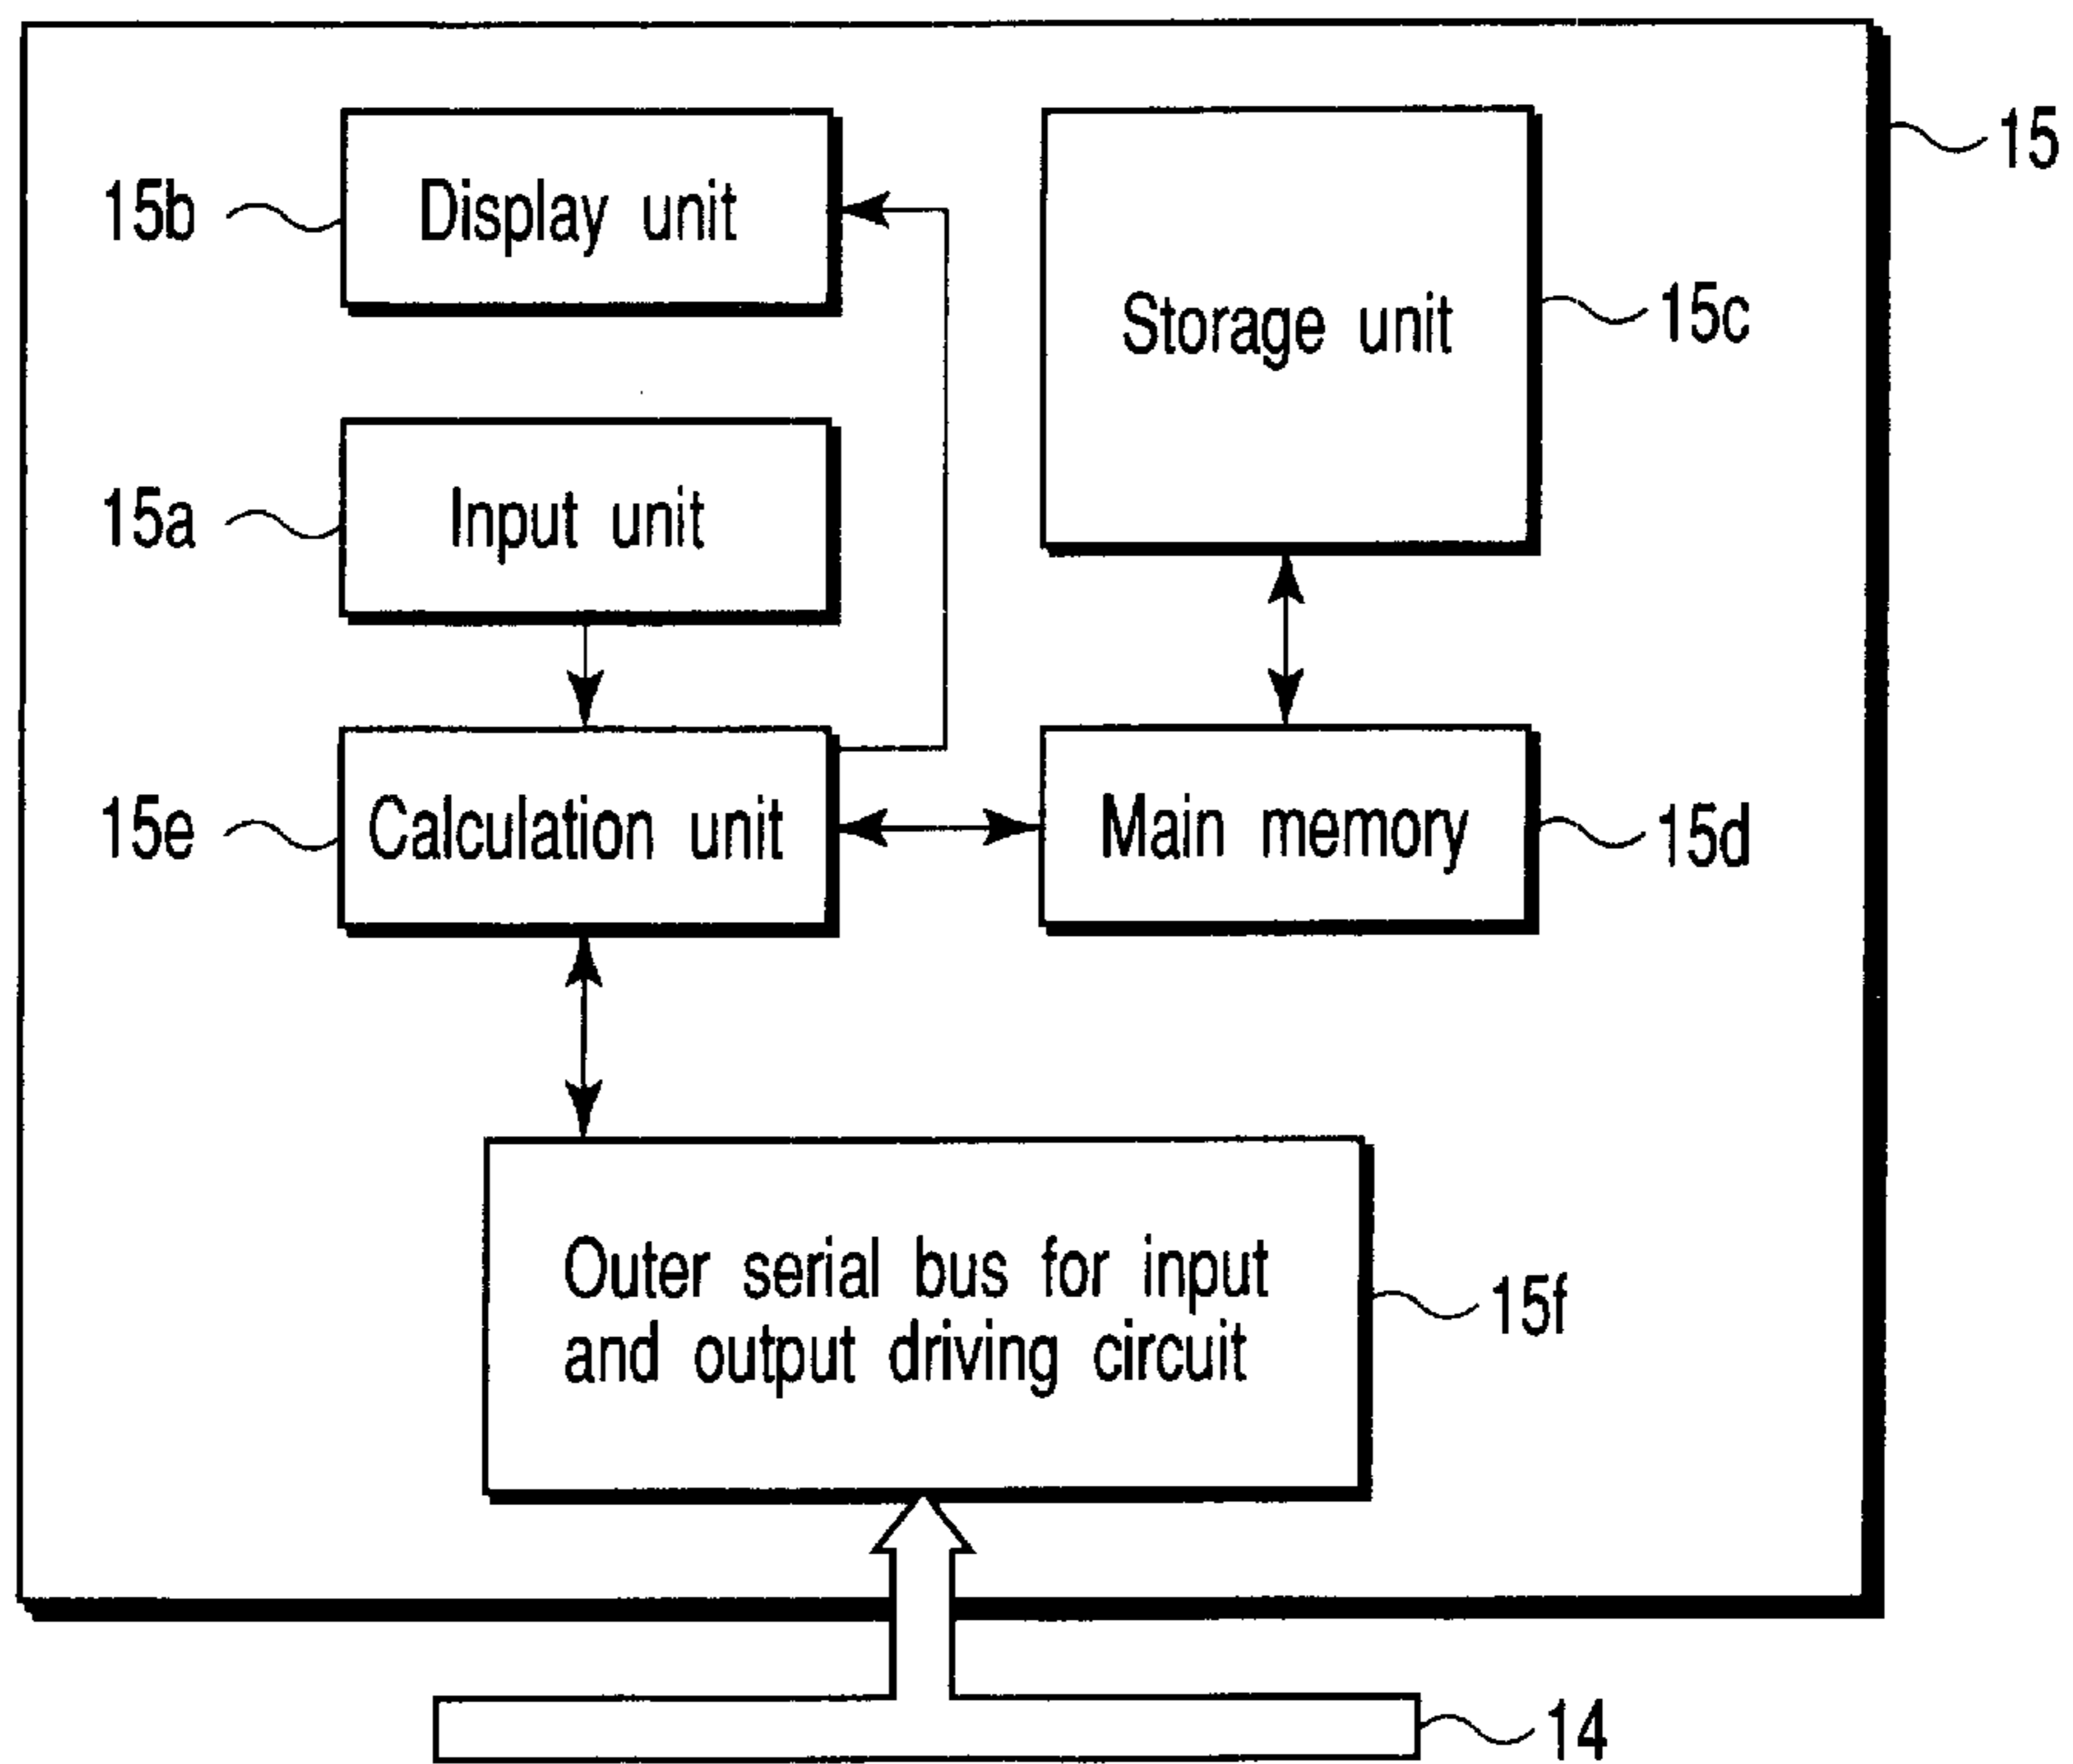 15
15b
Display unit
Storage unit
15c
15a
Input unit
15e
Calculation unit
Main memory
15d
Outer serial bus for input
and output driving circuit
15f
14